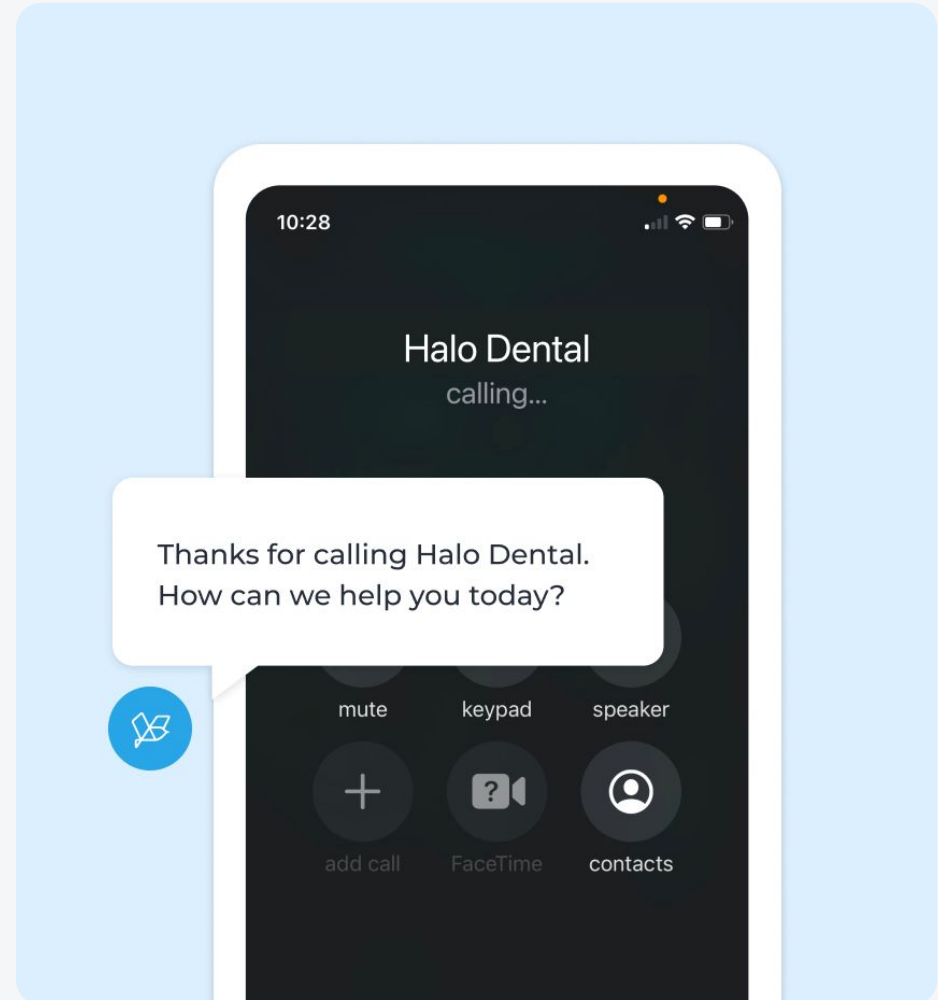 10:28
Halo Dental
calling...
Thanks for calling Halo Dental.
How can we help you today?
mute keypad speaker
?
add call FaceTime contacts